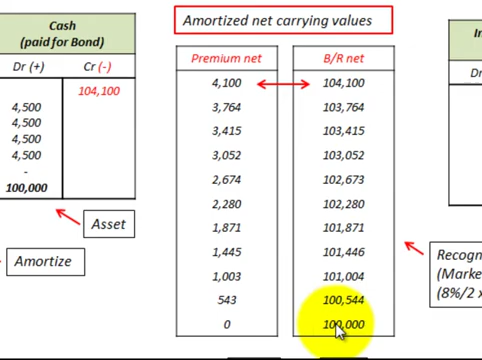 Cash
(paid for Bond)
Dr (+) Cr (-)
104,100
4,500
4,500
4,500
4,500
-
100,000
Asset
Amortize
Amortized net carrying values
Premium net B/R net
4,100 104,100
3,764 103,764
3,415 103,415
3,052 103,052
2,674 102,673
2,280 102,280
1,871 101,871
1,445 101,446
1,003 101,004
543 100,544
0 100,000
In
Dr
Recogn
(Marke
(8%/2 x